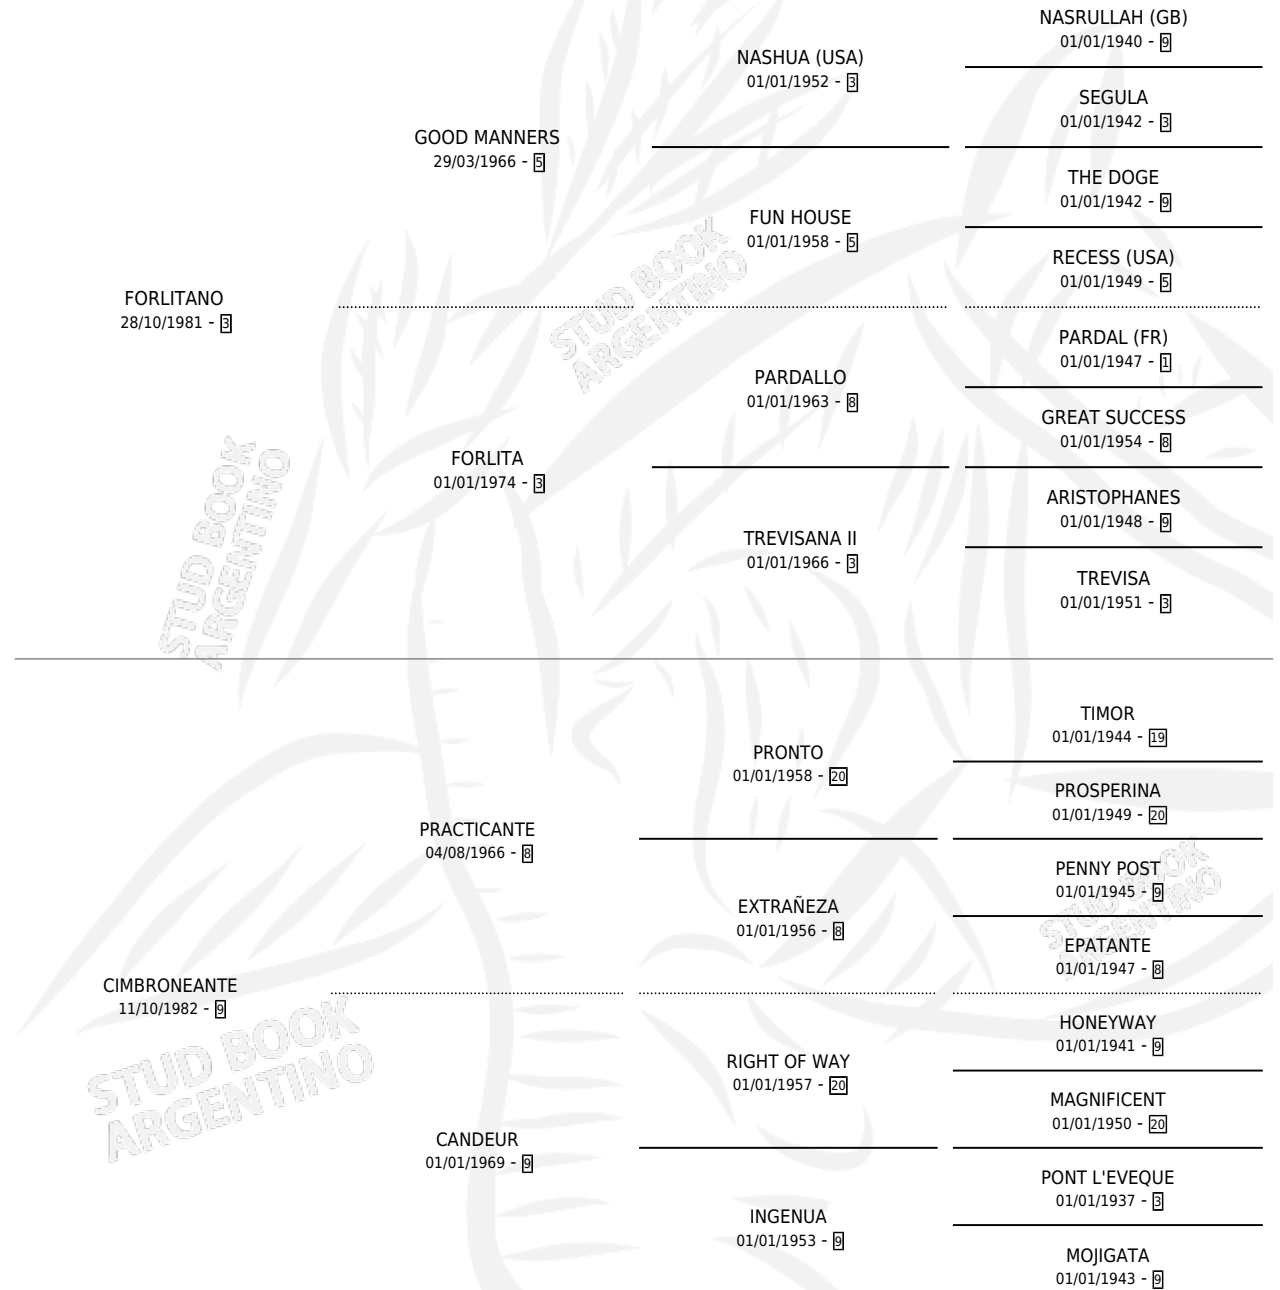 NASRULLAH (GB)
01/01/1940 - 9
NASHUA (USA)
01/01/1952 - 3
SEGULA
01/01/1942 - 3
GOOD MANNERS
29/03/1966 - 5
THE DOGE
01/01/1942 - 9
FUN HOUSE
01/01/1958 - 5
RECESS (USA)
01/01/1949 - 5
FORLITANO
28/10/1981 - 3
PARDAL (FR)
01/01/1947 - 1
PARDALLO
01/01/1963 - 8
GREAT SUCCESS
01/01/1954 - 8
FORLITA
01/01/1974 - 3
ARISTOPHANES
01/01/1948 - 9
TREVISANA II
01/01/1966 - 3
TREVISA
01/01/1951 - 3
TIMOR
01/01/1944 - 19
PRONTO
01/01/1958 - 20
PROSPERINA
01/01/1949 - 20
PRACTICANTE
04/08/1966 - 8
PENNY POST
01/01/1945 - 9
EXTRAÑEZA
01/01/1956 - 8
EPATANTE
01/01/1947 - 8
CIMBRONEANTE
11/10/1982 - 9
HONEYWAY
01/01/1941 - 9
RIGHT OF WAY
01/01/1957 - 20
MAGNIFICENT
01/01/1950 - 20
CANDEUR
01/01/1969 - 9
PONT L'EVEQUE
01/01/1937 - 3
INGENUA
01/01/1953 - 9
MOJIGATA
01/01/1943 - 9
STUD BOOK
ARGENTINO
STUD BOOK
ARGENTINO
STUD BOOK
ARGENTINO
STUD BOOK
ARGENTINO